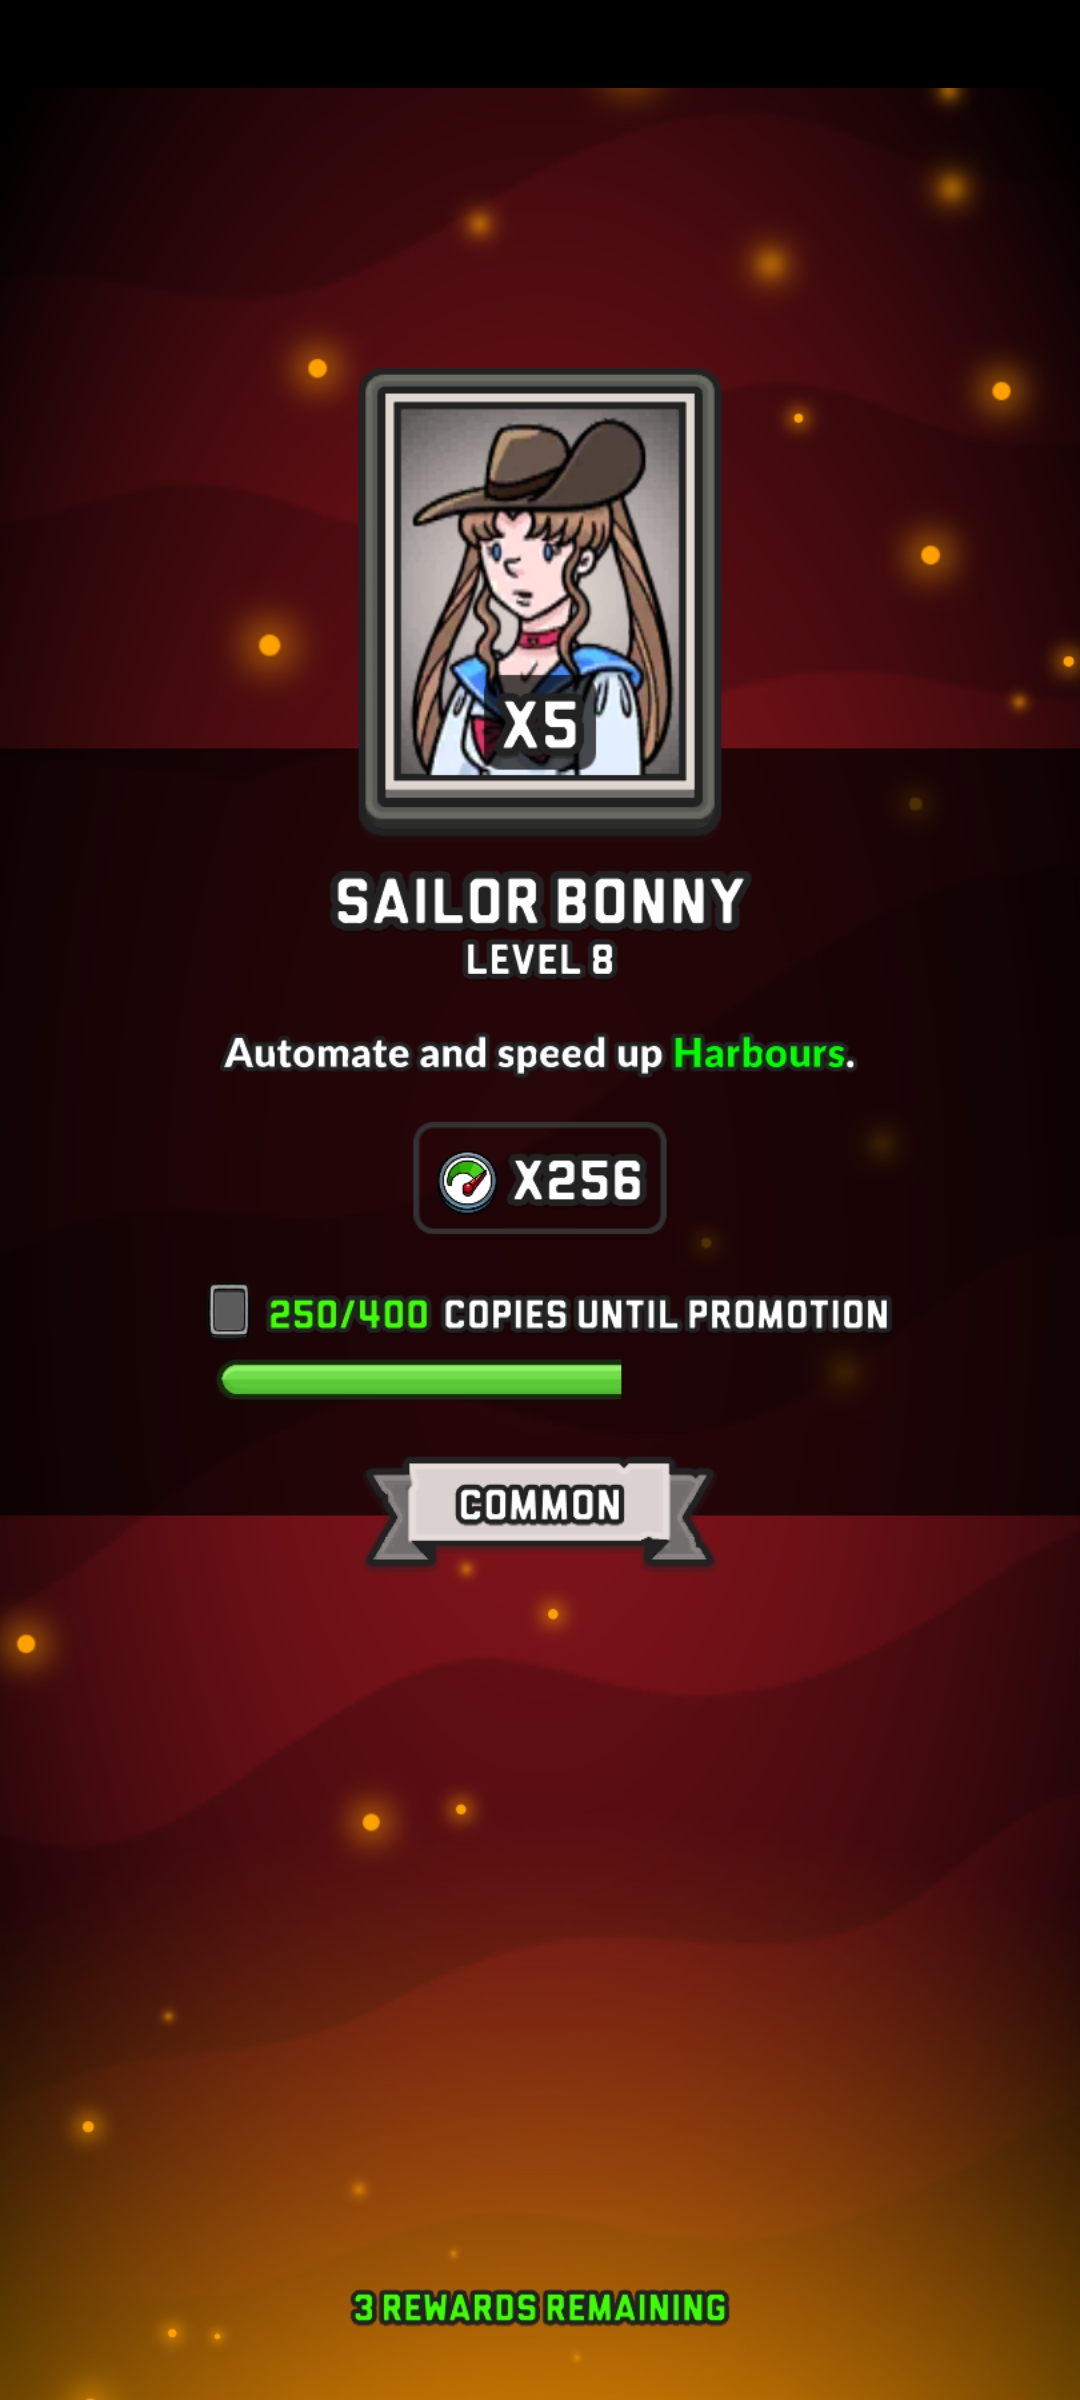 X5
SAILOR BONNY
LEVEL 8
Automate and speed up Harbours.
X256
250/400 COPIES UNTIL PROMOTION
COMMON
3 REWARDS REMAINING